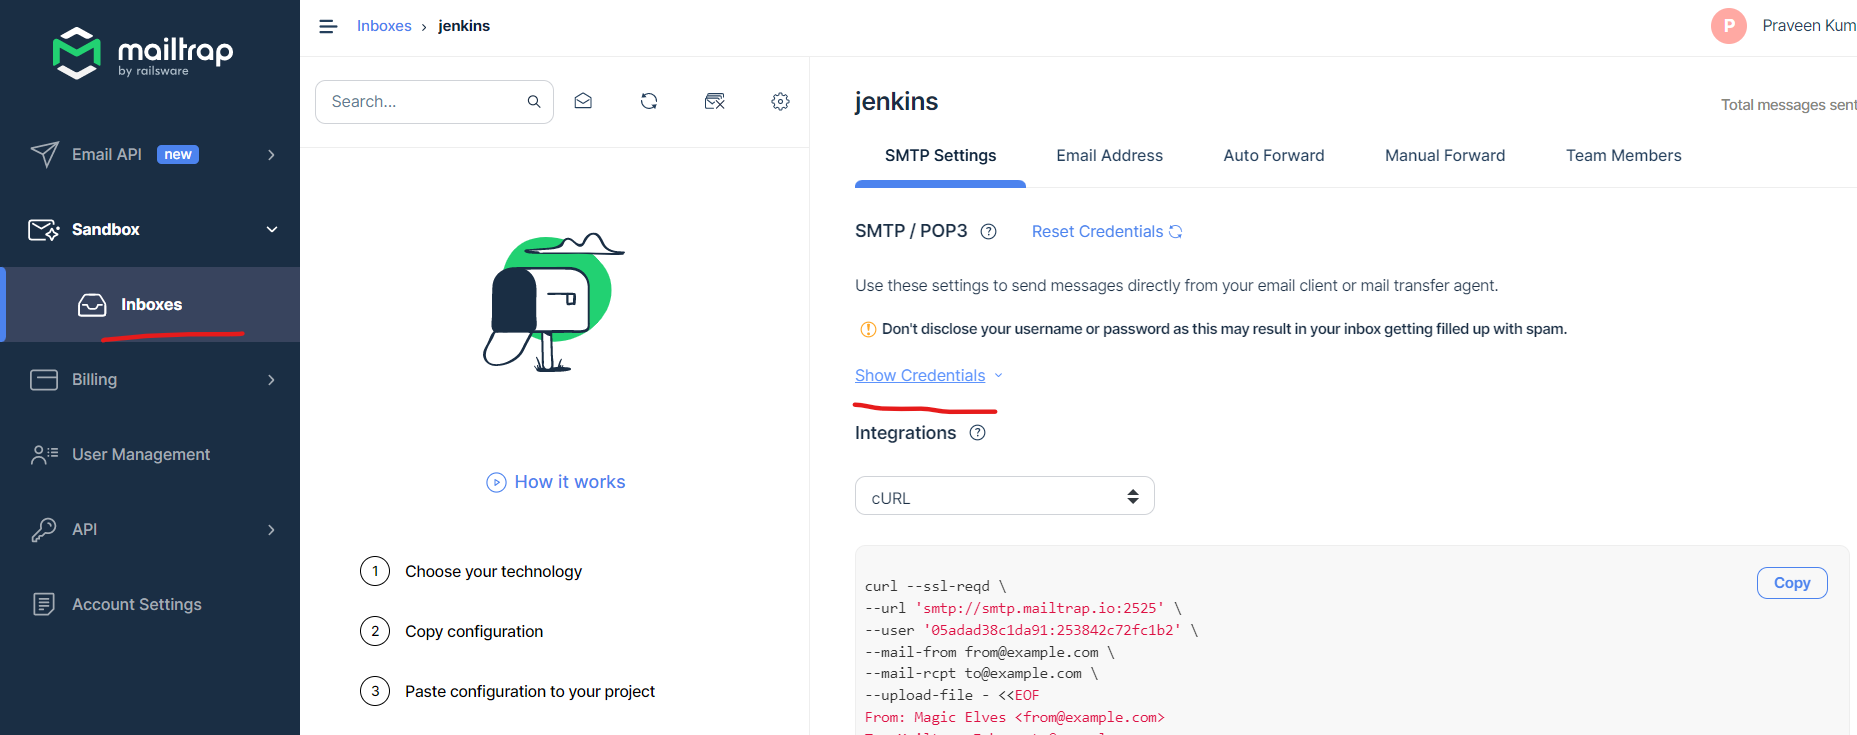 mailtrap
by railsware
Email API new
Sandbox
Inboxes
Billing
User Management
API
Account Settings
Inboxes › jenkins
P Praveen Kum
Search...
How it works
1 Choose your technology
2 Copy configuration
3 Paste configuration to your project
jenkins
Total messages sent
SMTP Settings Email Address Auto Forward Manual Forward Team Members
SMTP / POP3 ? Reset Credentials
Use these settings to send messages directly from your email client or mail transfer agent.
Don't disclose your username or password as this may result in your inbox getting filled up with spam.
Show Credentials
Integrations ?
cURL
Copy
curl --ssl-reqd \
--url 'smtp://smtp.mailtrap.io:2525' \
--user '05adad38c1da91:253842c72fc1b2' \
--mail-from from@example.com \
--mail-rcpt to@example.com \
--upload-file - <<EOF
From: Magic Elves <from@example.com>